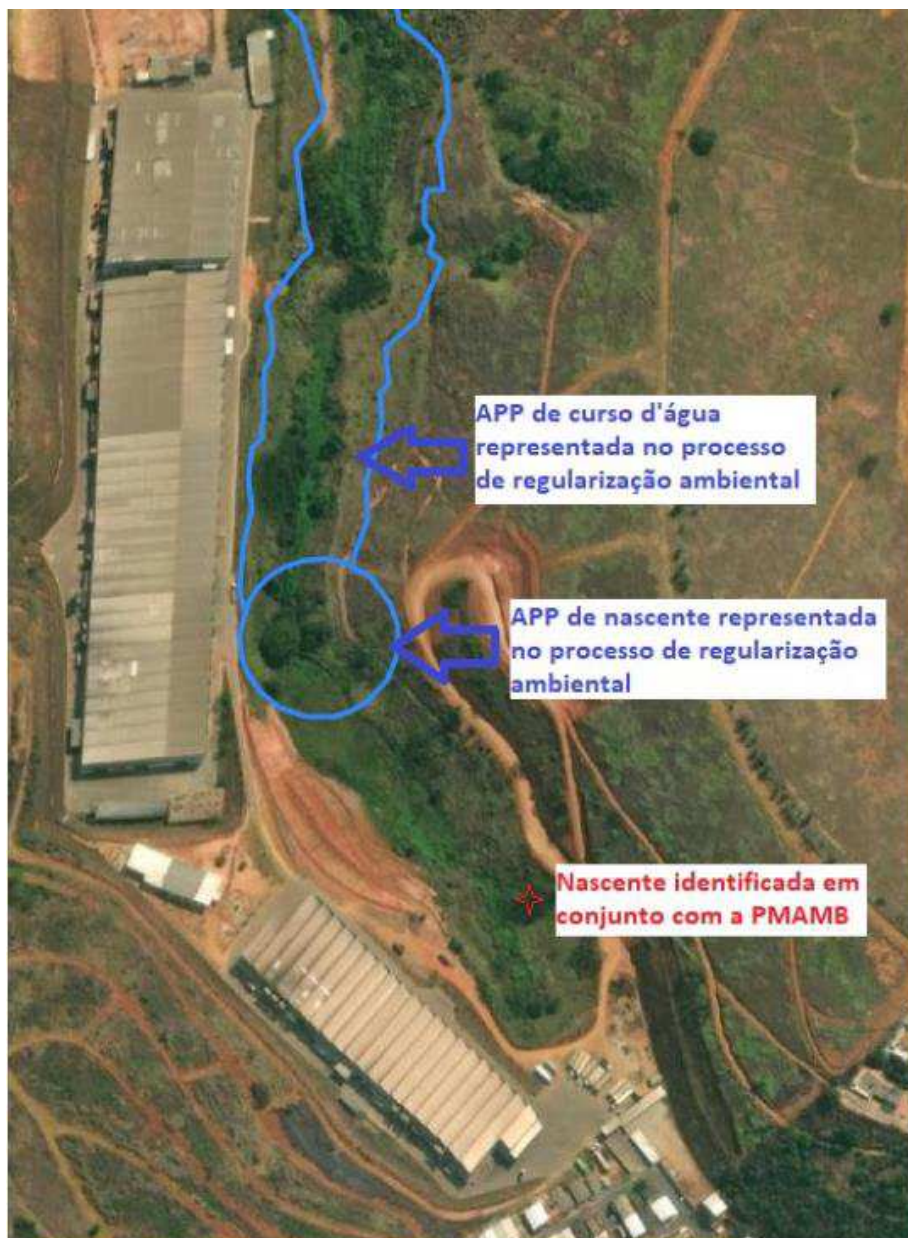 APP de curso d'água
representada no processo
de regularização ambiental
APP de nascente representada
no processo de regularização
ambiental
Nascente identificada em
conjunto com a PMAMB